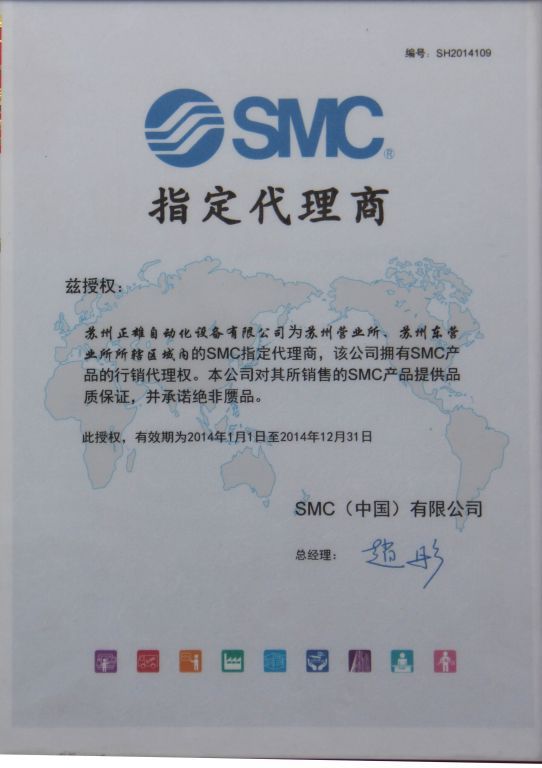 编号：SH2014109
SMC®
指定代理商
兹授权：
苏州正雄自动化设备有限公司为苏州营业所、苏州东营
业所所辖区域内的SMC指定代理商，该公司拥有SMC产
品的行销代理权。本公司对其所销售的SMC产品提供品
质保证，并承诺绝非赝品。
此授权，有效期为2014年1月1日至2014年12月31日
SMC（中国）有限公司
总经理：赵彤